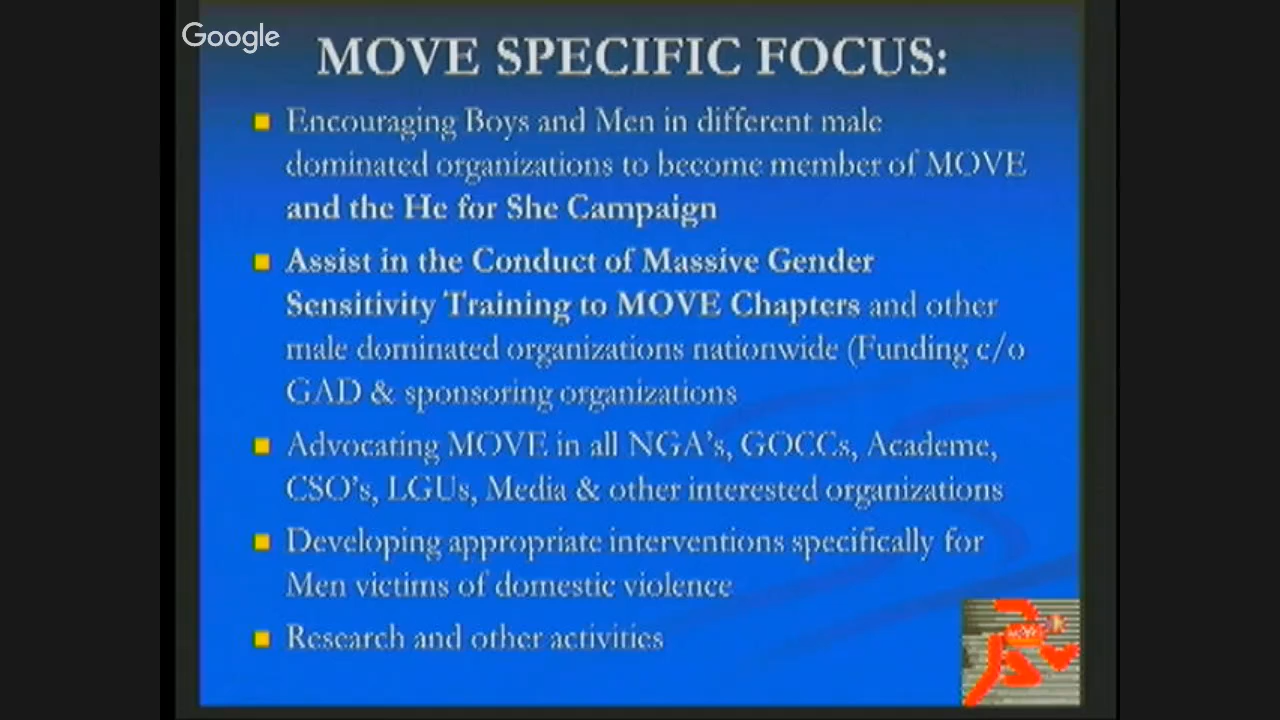 Google
MOVE SPECIFIC FOCUS:
Encouraging Boys and Men in different male
dominated organizations to become member of MOVE
and the He for She Campaign
Assist in the Conduct of Massive Gender
Sensitivity Training to MOVE Chapters and other
male dominated organizations nationwide (Funding c/o
GAD & sponsoring organizations
Advocating MOVE in all NGA's, GOCCs, Academe,
CSO's, LGUs, Media & other interested organizations
Developing appropriate interventions specifically for
Men victims of domestic violence
Research and other activities